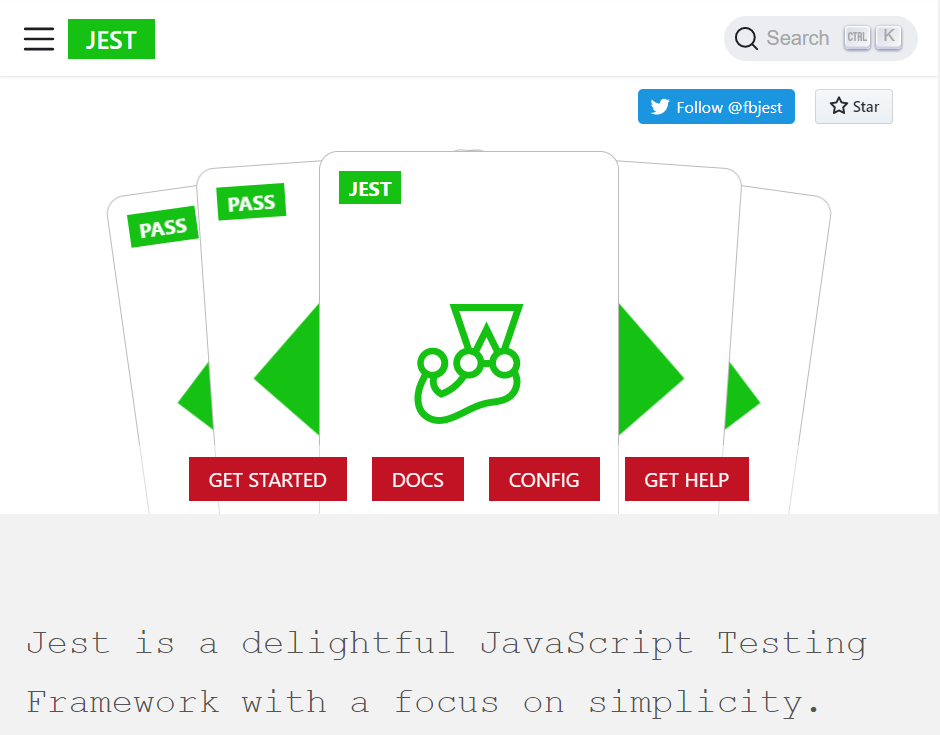 JEST
Search CTRL K
Follow @fbjest Star
PASS PASS JEST
GET STARTED DOCS CONFIG GET HELP
Jest is a delightful JavaScript Testing
Framework with a focus on simplicity.